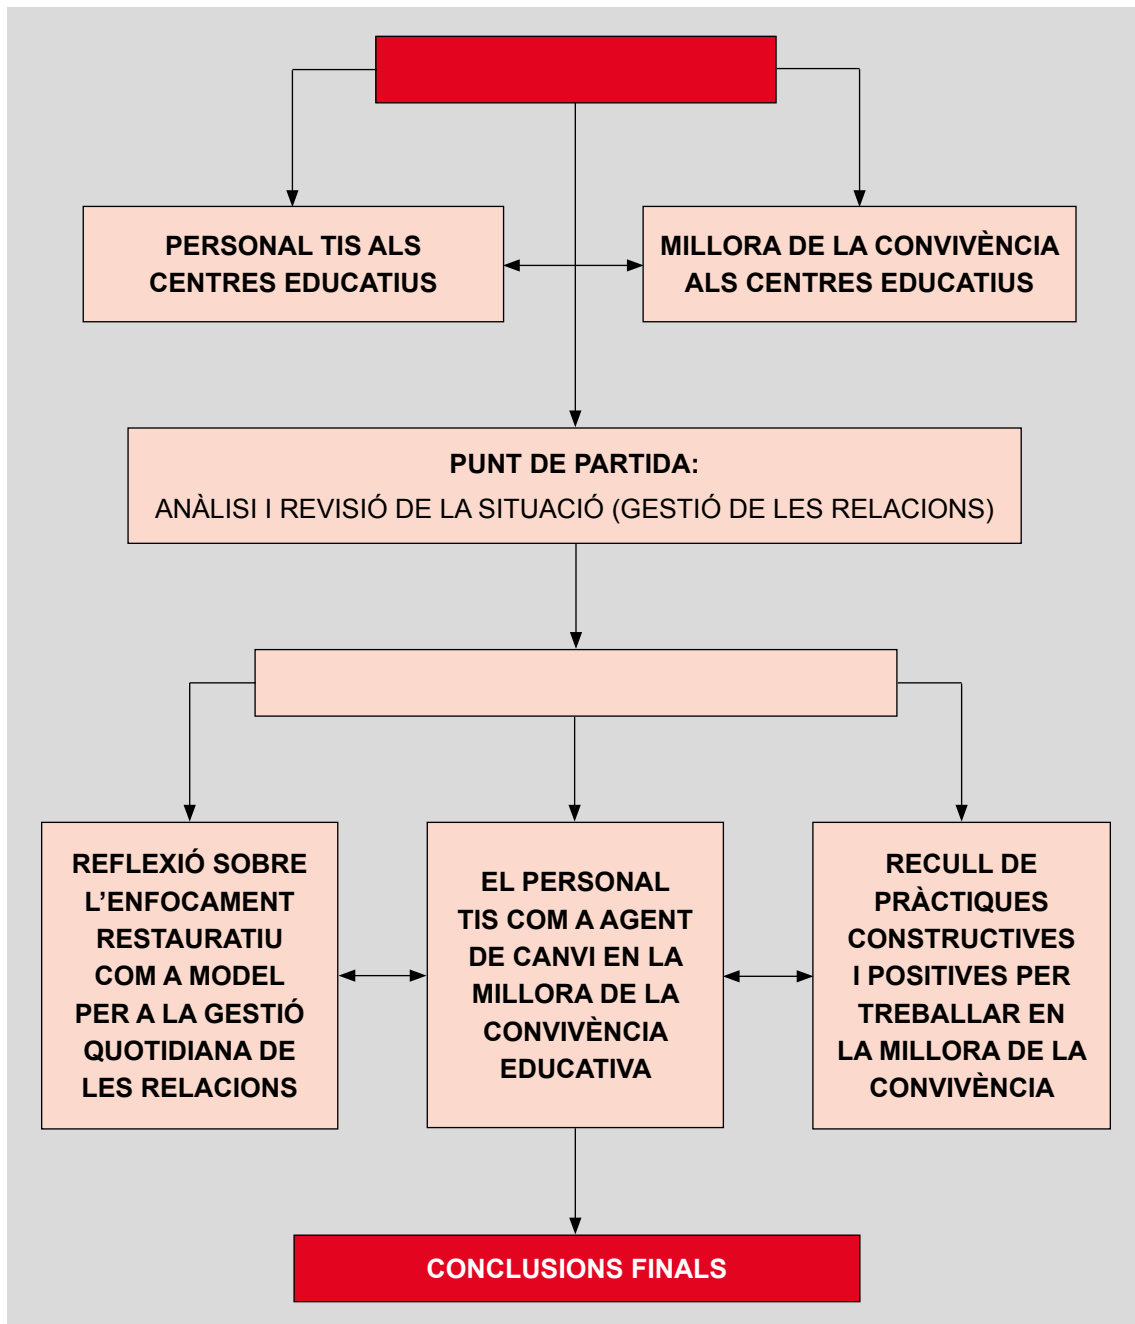 PERSONAL TIS ALS
CENTRES EDUCATIUS
MILLORA DE LA CONVIVÈNCIA
ALS CENTRES EDUCATIUS
PUNT DE PARTIDA:
ANÀLISI I REVISIÓ DE LA SITUACIÓ (GESTIÓ DE LES RELACIONS)
REFLEXIÓ SOBRE
L’ENFOCAMENT
RESTAURATIU
COM A MODEL
PER A LA GESTIÓ
QUOTIDIANA DE
LES RELACIONS
EL PERSONAL
TIS COM A AGENT
DE CANVI EN LA
MILLORA DE LA
CONVIVÈNCIA
EDUCATIVA
RECULL DE
PRÀCTIQUES
CONSTRUCTIVES
I POSITIVES PER
TREBALLAR EN
LA MILLORA DE LA
CONVIVÈNCIA
CONCLUSIONS FINALS